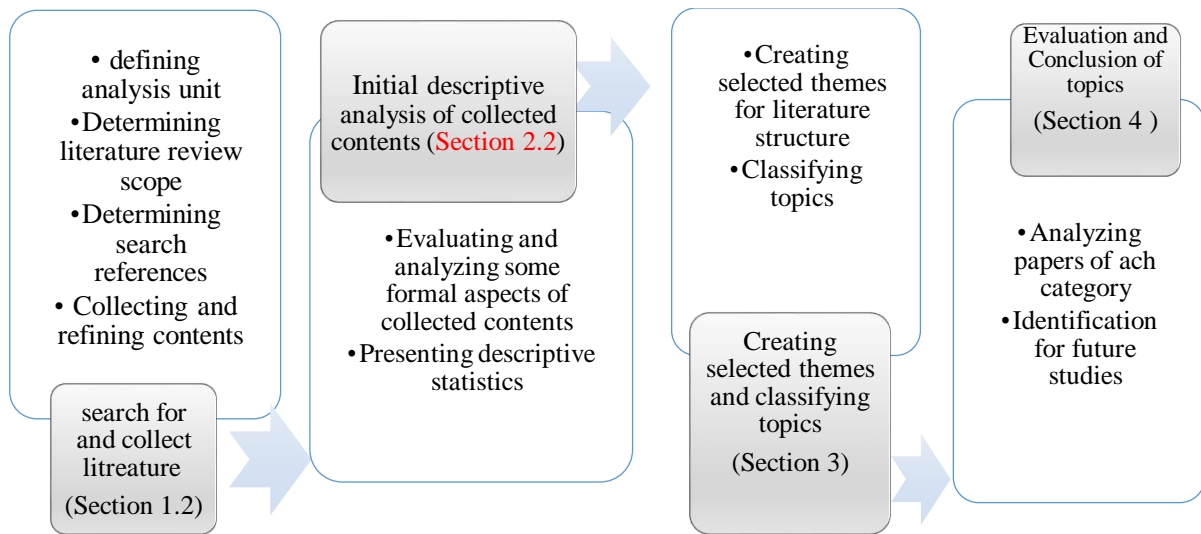 • defining
analysis unit
•Determining
literature review
scope
•Determining
search
references
• Collecting and
refining contents
search for
and collect
litreature
(Section 1.2)
Initial descriptive
analysis of collected
contents (Section 2.2)
•Evaluating and
analyzing some
formal aspects of
collected contents
•Presenting descriptive
statistics
•Creating
selected themes
for literature
structure
•Classifying
topics
Creating
selected themes
and classifying
topics
(Section 3)
Evaluation and
Conclusion of
topics
(Section 4 )
•Analyzing
papers of ach
category
•Identification
for future
studies